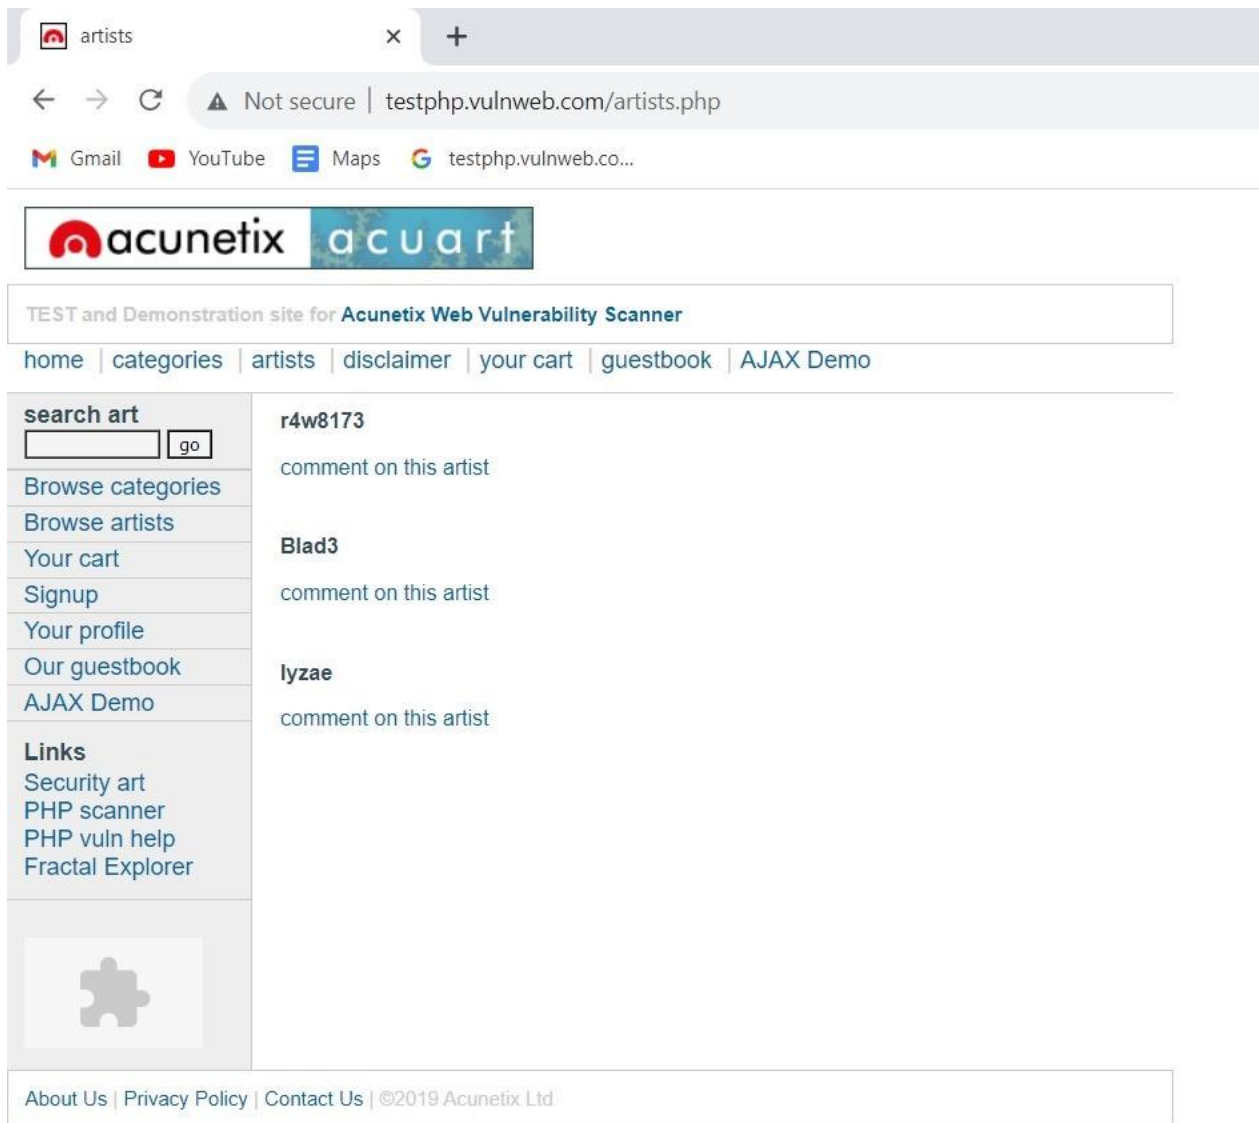 artists
Not secure | testphp.vulnweb.com/artists.php
Gmail YouTube Maps testphp.vulnweb.co...
acunetix acuart
TEST and Demonstration site for Acunetix Web Vulnerability Scanner
home | categories | artists | disclaimer | your cart | guestbook | AJAX Demo
search art
go
Browse categories
Browse artists
Your cart
Signup
Your profile
Our guestbook
AJAX Demo
Links
Security art
PHP scanner
PHP vuln help
Fractal Explorer
r4w8173
comment on this artist
Blad3
comment on this artist
lyzae
comment on this artist
About Us | Privacy Policy | Contact Us | ©2019 Acunetix Ltd